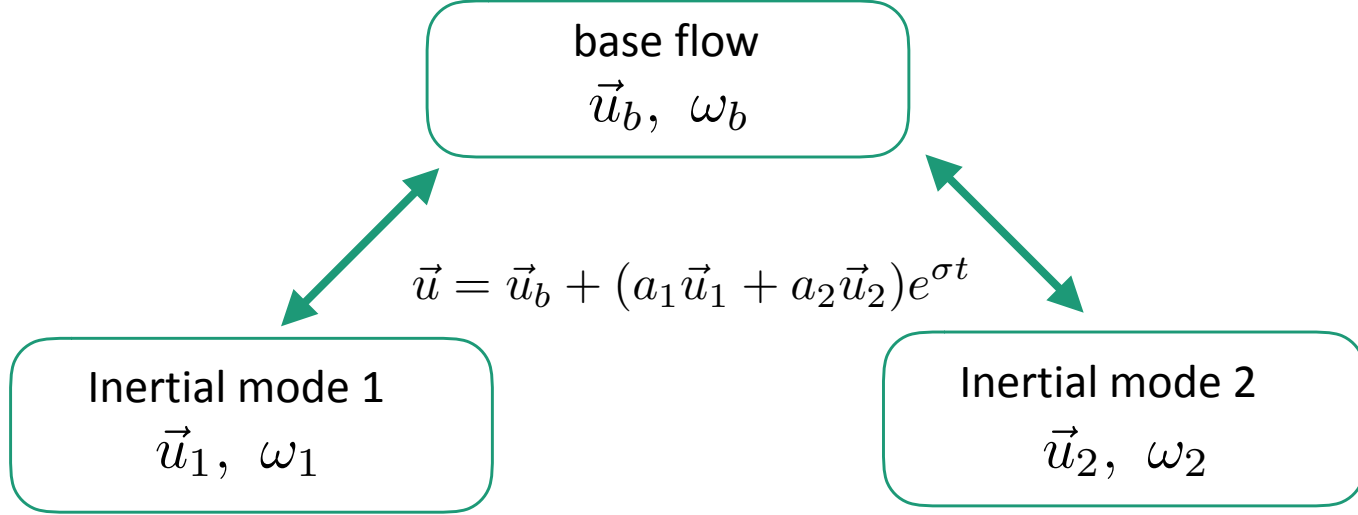 base flow
$\vec{u}_b,\ \omega_b$
$\vec{u} = \vec{u}_b + (a_1\vec{u}_1 + a_2\vec{u}_2)e^{\sigma t}$
Inertial mode 1
$\vec{u}_1,\ \omega_1$
Inertial mode 2
$\vec{u}_2,\ \omega_2$